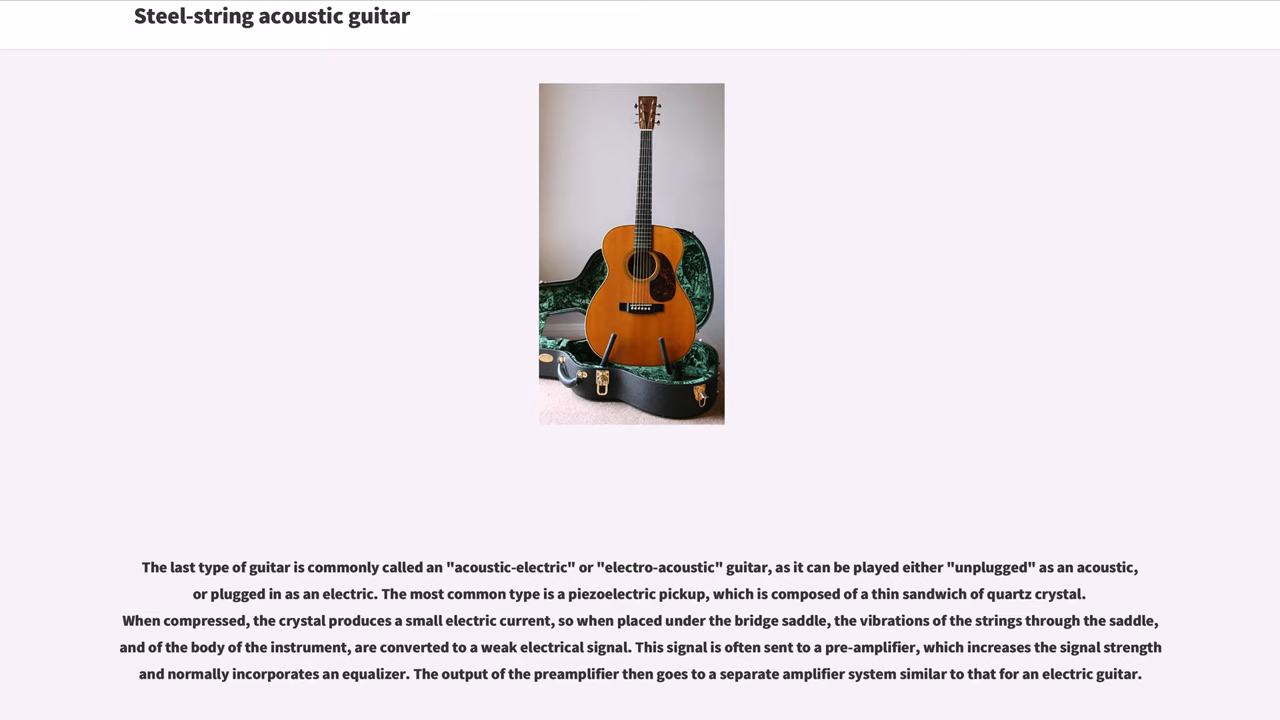 Steel-string acoustic guitar
The last type of guitar is commonly called an "acoustic-electric" or "electro-acoustic" guitar, as it can be played either "unplugged" as an acoustic,
or plugged in as an electric. The most common type is a piezoelectric pickup, which is composed of a thin sandwich of quartz crystal.
When compressed, the crystal produces a small electric current, so when placed under the bridge saddle, the vibrations of the strings through the saddle,
and of the body of the instrument, are converted to a weak electrical signal. This signal is often sent to a pre-amplifier, which increases the signal strength
and normally incorporates an equalizer. The output of the preamplifier then goes to a separate amplifier system similar to that for an electric guitar.